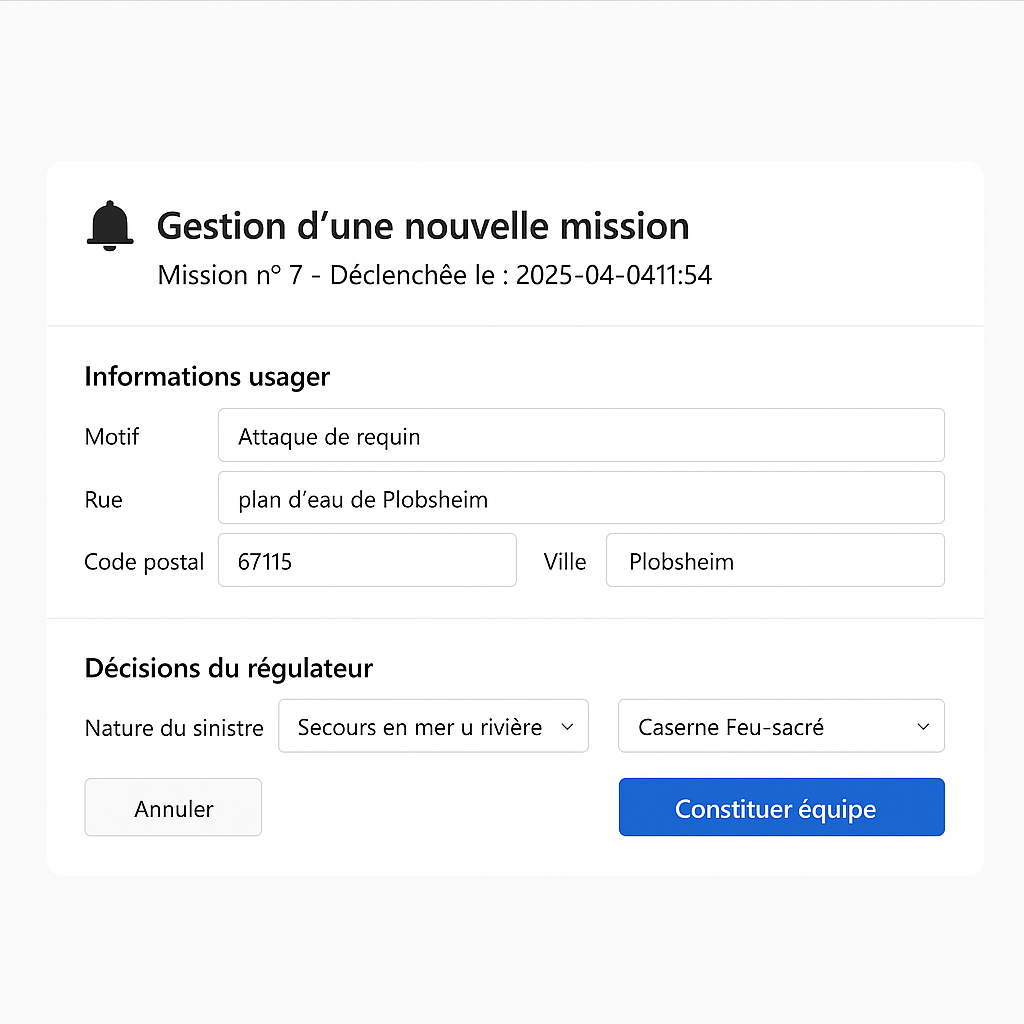 Gestion d’une nouvelle mission
Mission nº 7 - Déclenchêe le : 2025-04-0411:54
Informations usager
Motif Attaque de requin
Rue plan d’eau de Plobsheim
Code postal 67115 Ville Plobsheim
Décisions du régulateur
Nature du sinistre Secours en mer u rivière Caserne Feu-sacré
Annuler Constituer équipe